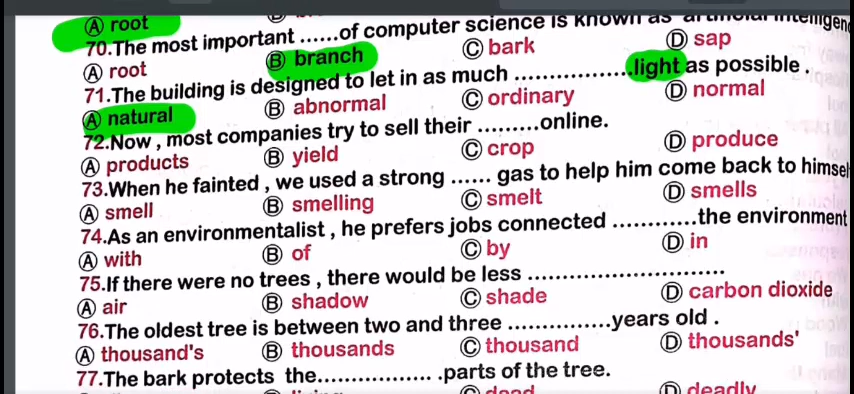 Ⓐ root
70.The most important ......of computer science is known as artificial intelligen
Ⓐ root Ⓑ branch Ⓒ bark Ⓓ sap
71.The building is designed to let in as much .................light as possible .
Ⓐ natural Ⓑ abnormal Ⓒ ordinary Ⓓ normal
72.Now , most companies try to sell their .........online.
Ⓐ products Ⓑ yield Ⓒ crop Ⓓ produce
73.When he fainted , we used a strong ...... gas to help him come back to himsel
Ⓐ smell Ⓑ smelling Ⓒ smelt Ⓓ smells
74.As an environmentalist , he prefers jobs connected ............the environment
Ⓐ with Ⓑ of Ⓒ by Ⓓ in
75.If there were no trees , there would be less ............................
Ⓐ air Ⓑ shadow Ⓒ shade Ⓓ carbon dioxide
76.The oldest tree is between two and three ...............years old .
Ⓐ thousand's Ⓑ thousands Ⓒ thousand Ⓓ thousands'
77.The bark protects the................. .parts of the tree.
Ⓒ dead Ⓓ deadly